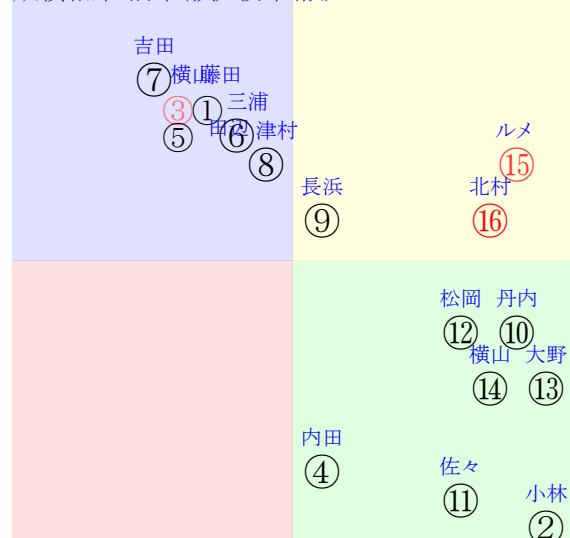 吉田
⑦
横山
藤田
③
①
三浦
⑤
田辺
⑥
津村
⑧
ルメ
⑮
長浜
⑨
北村
⑯
松岡
丹内
⑫
⑩
横山
大野
⑭
⑬
内田
④
佐々
⑪
小林
②